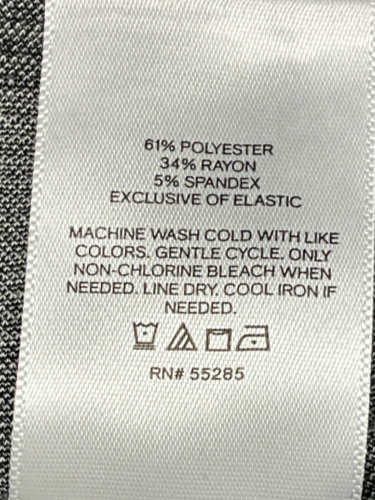 61% POLYESTER
34% RAYON
5% SPANDEX
EXCLUSIVE OF ELASTIC
MACHINE WASH COLD WITH LIKE
COLORS. GENTLE CYCLE. ONLY
NON-CHLORINE BLEACH WHEN
NEEDED. LINE DRY. COOL IRON IF
NEEDED.
RN# 55285